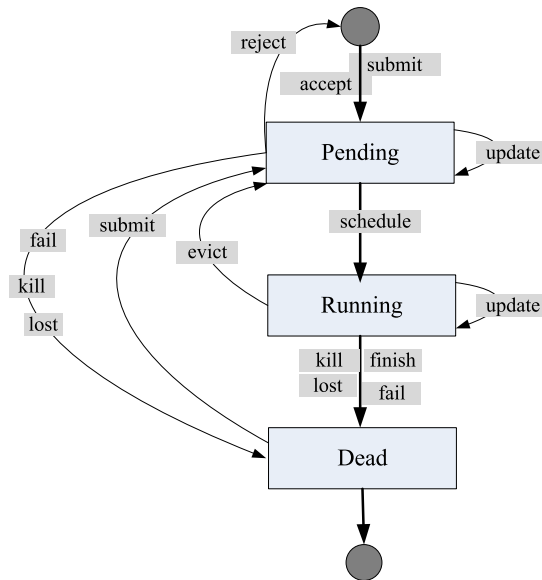 reject
submit
accept
Pending
update
schedule
submit
evict
fail
kill
lost
Running
update
kill
finish
lost
fail
Dead